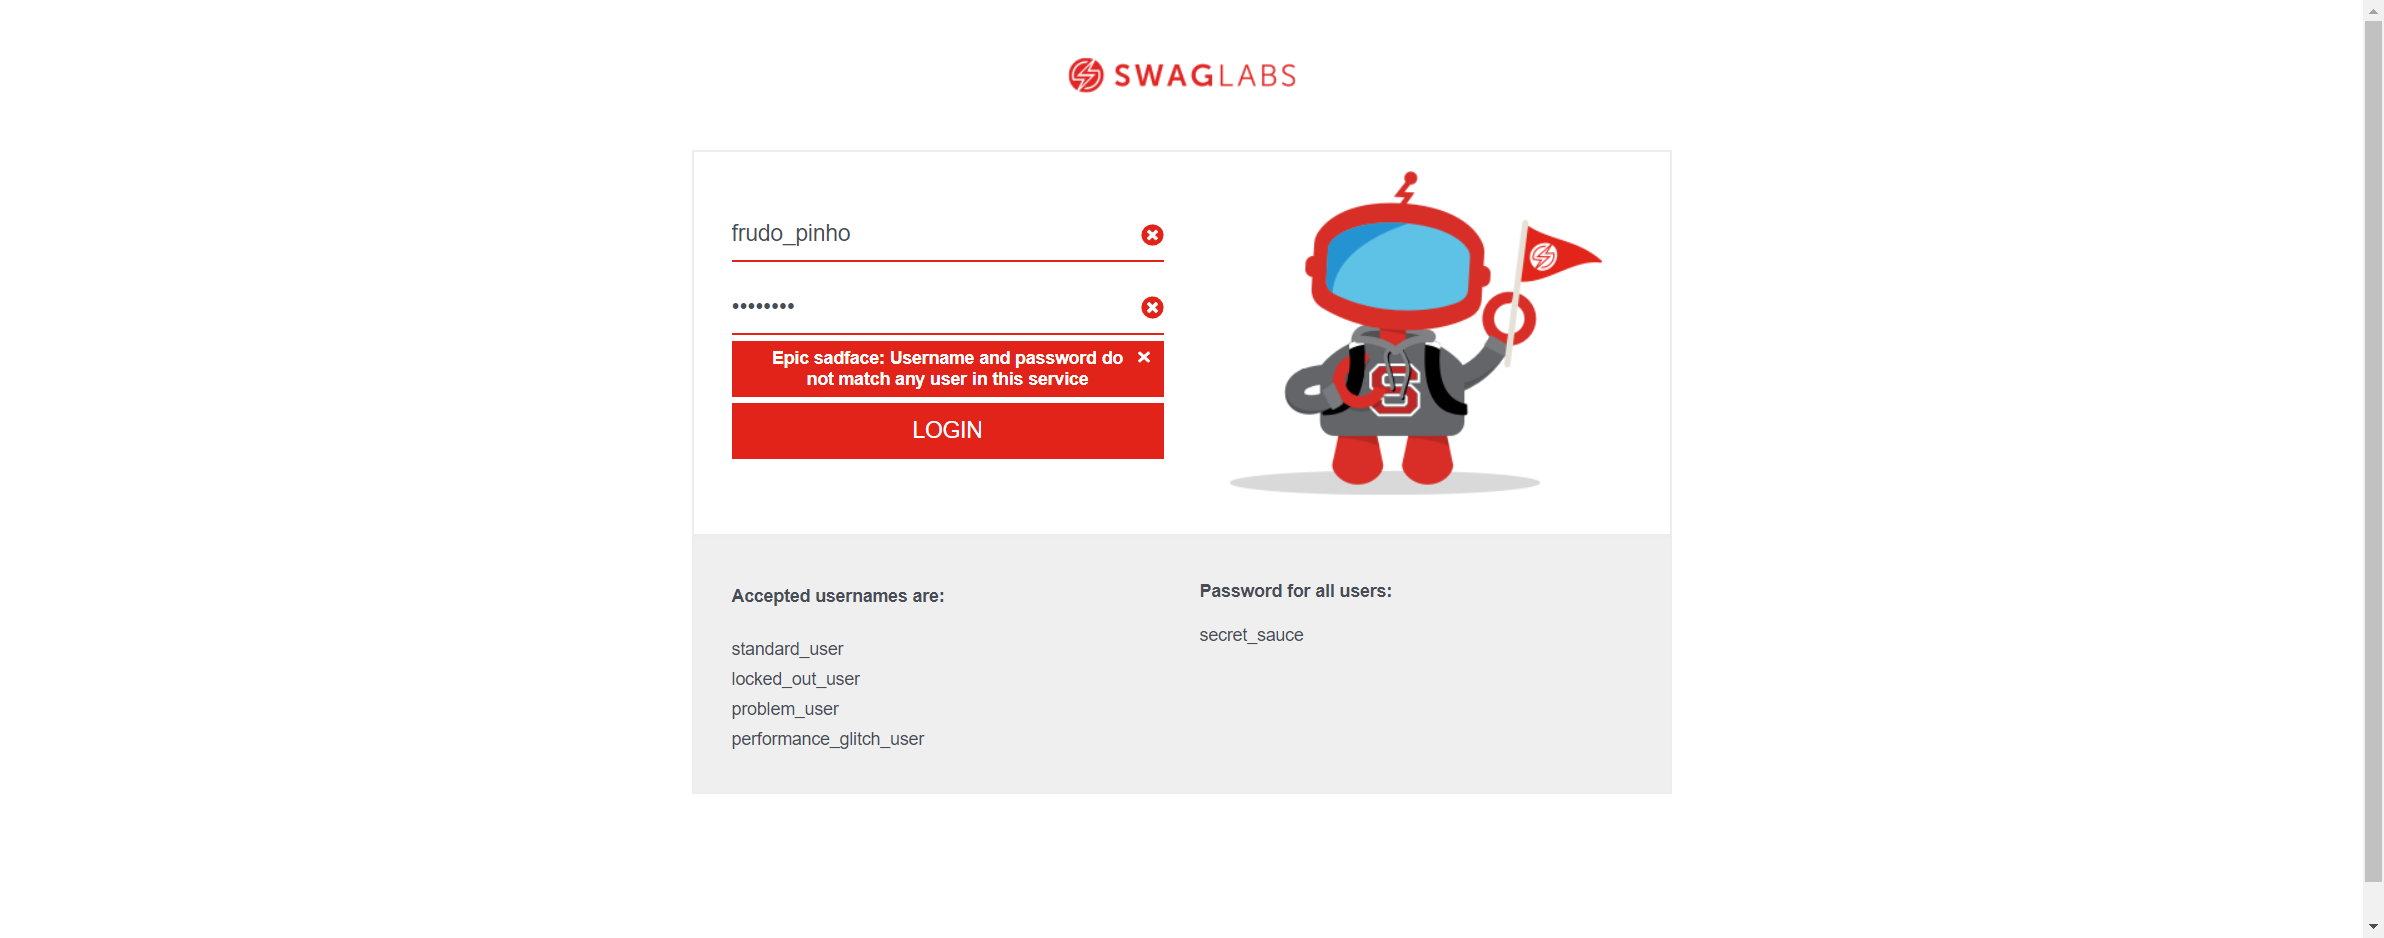 SWAGLABS
frudo_pinho
••••••••
Epic sadface: Username and password do
not match any user in this service
LOGIN
S
Accepted usernames are:
standard_user
locked_out_user
problem_user
performance_glitch_user
Password for all users:
secret_sauce